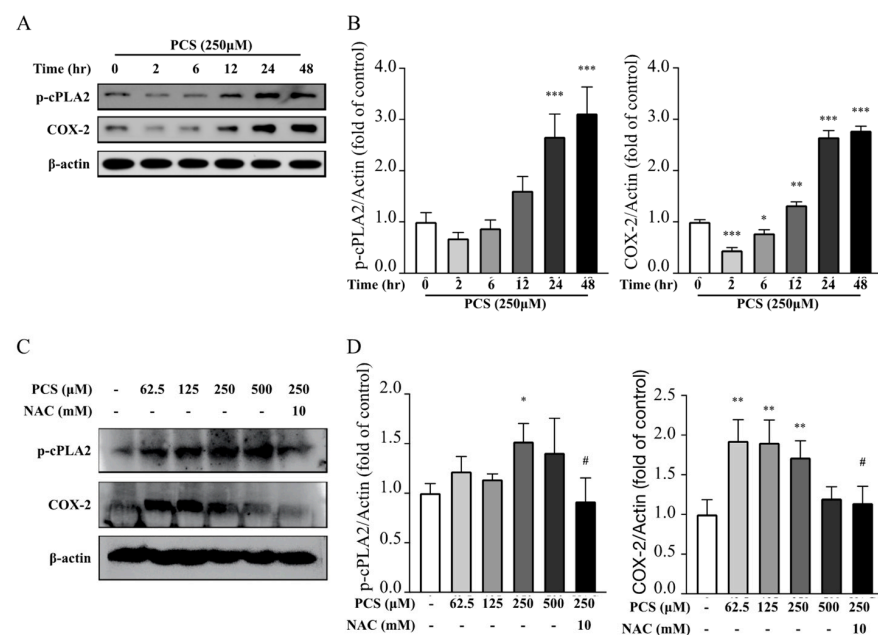 A
PCS (250μM)
Time (hr) 0 2 6 12 24 48
p-cPLA2
COX-2
β-actin
B
p-cPLA2/Actin (fold of control)
4.0
3.0
2.0
1.0
0.0
*** ***
Time (hr) 0 2 6 12 24 48
PCS (250μM)
COX-2/Actin (fold of control)
4.0
3.0
2.0
1.0
0.0
*** * ** *** ***
Time (hr) 0 2 6 12 24 48
PCS (250μM)
C
PCS (μM) - 62.5 125 250 500 250
NAC (mM) - - - - - 10
p-cPLA2
COX-2
β-actin
D
p-cPLA2/Actin (fold of control)
2.0
1.5
1.0
0.5
0.0
* #
PCS (μM) - 62.5 125 250 500 250
NAC (mM) - - - - - 10
COX-2/Actin (fold of control)
2.5
2.0
1.5
1.0
0.5
0.0
** ** ** #
PCS (μM) - 62.5 125 250 500 250
NAC (mM) - - - - - 10